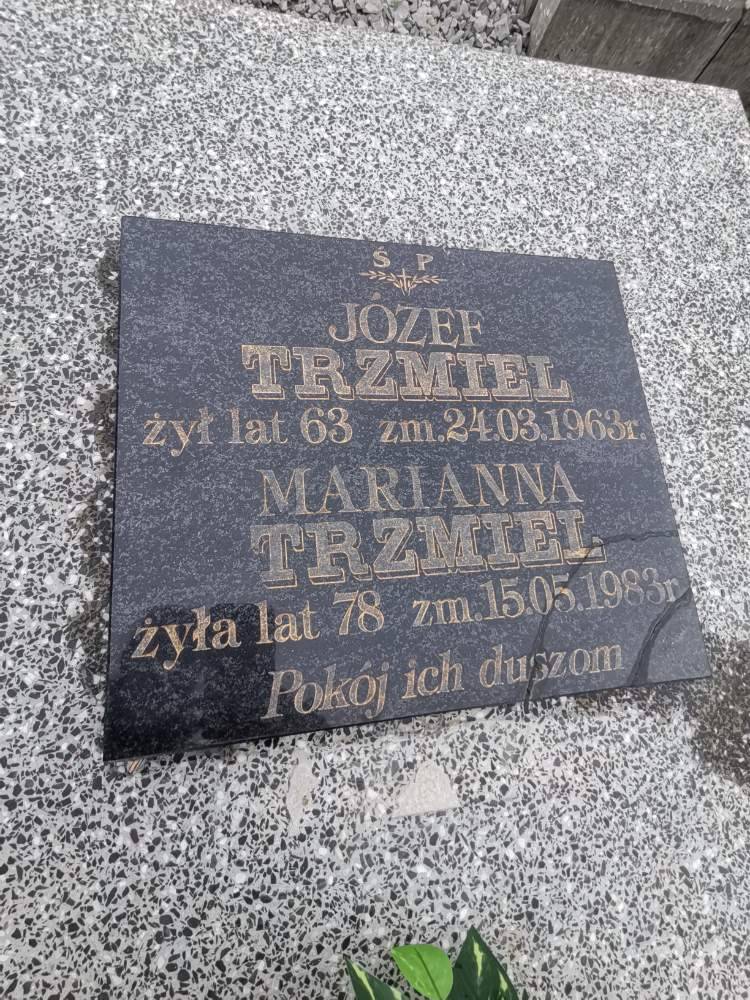 Ś P
JÓZEF
TRZMIEL
żył lat 63 zm.24.03.1963r.
MARIANNA
TRZMIEL
żyła lat 78 zm.15.05.1983r
Pokój ich duszom